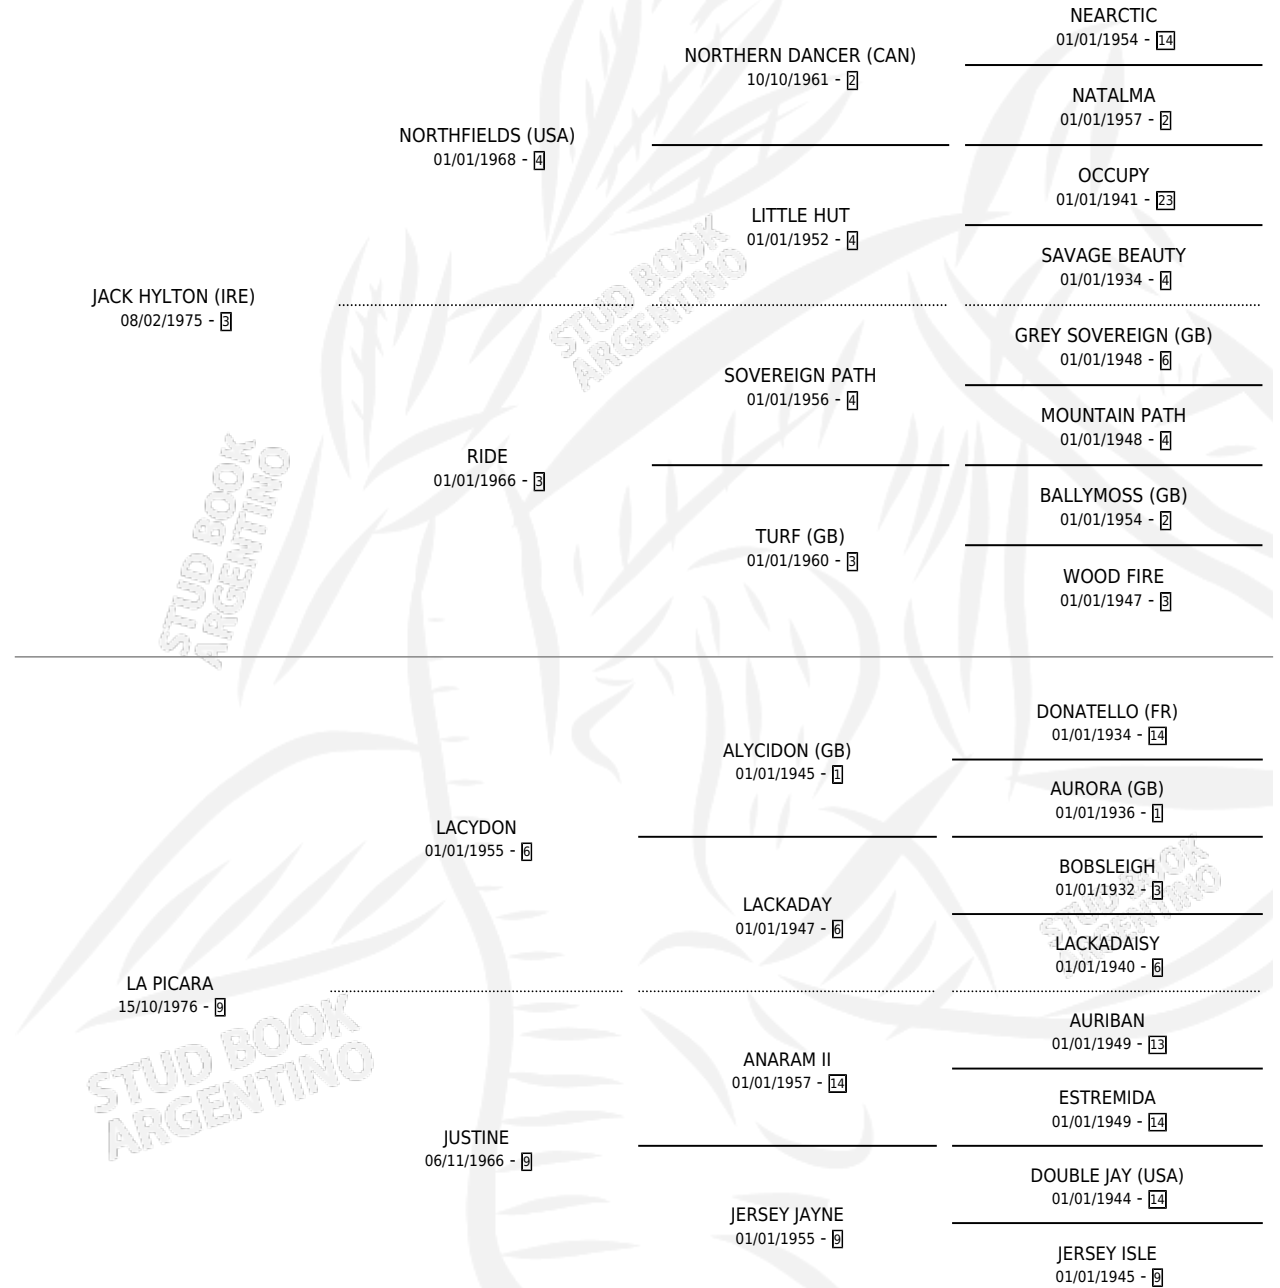 NEARCTIC
01/01/1954 - 14
NORTHERN DANCER (CAN)
10/10/1961 - 2
NATALMA
01/01/1957 - 2
NORTHFIELDS (USA)
01/01/1968 - 4
OCCUPY
01/01/1941 - 23
LITTLE HUT
01/01/1952 - 4
SAVAGE BEAUTY
01/01/1934 - 4
JACK HYLTON (IRE)
08/02/1975 - 3
GREY SOVEREIGN (GB)
01/01/1948 - 6
SOVEREIGN PATH
01/01/1956 - 4
MOUNTAIN PATH
01/01/1948 - 4
RIDE
01/01/1966 - 3
BALLYMOSS (GB)
01/01/1954 - 2
TURF (GB)
01/01/1960 - 3
WOOD FIRE
01/01/1947 - 3
STUD BOOK
ARGENTINO
STUD BOOK
ARGENTINO
DONATELLO (FR)
01/01/1934 - 14
ALYCIDON (GB)
01/01/1945 - 1
AURORA (GB)
01/01/1936 - 1
LACYDON
01/01/1955 - 6
BOBSLEIGH
01/01/1932 - 3
LACKADAY
01/01/1947 - 6
LACKADAISY
01/01/1940 - 6
LA PICARA
15/10/1976 - 9
AURIBAN
01/01/1949 - 13
ANARAM II
01/01/1957 - 14
ESTREMIDA
01/01/1949 - 14
JUSTINE
06/11/1966 - 9
DOUBLE JAY (USA)
01/01/1944 - 14
JERSEY JAYNE
01/01/1955 - 9
JERSEY ISLE
01/01/1945 - 9
STUD BOOK
ARGENTINO
STUD BOOK
ARGENTINO